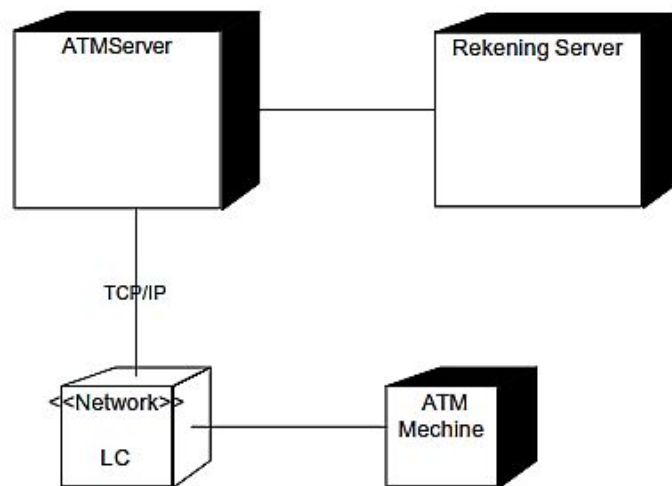 ATMServer
Rekening Server
TCP/IP
<<Network>>
LC
ATM
Mechine